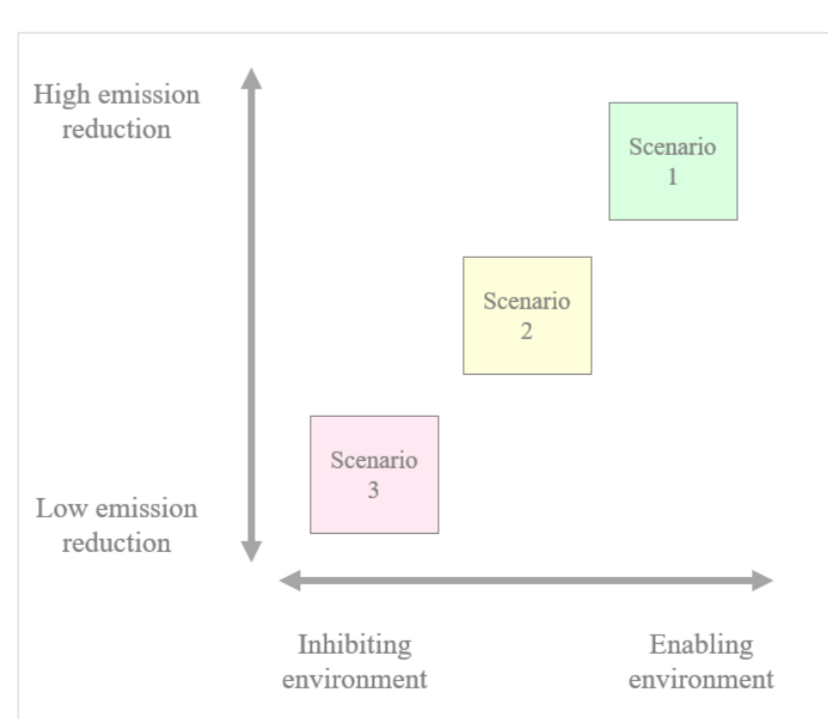 High emission
reduction
Scenario
1
Scenario
2
Scenario
3
Low emission
reduction
Inhibiting
environment
Enabling
environment